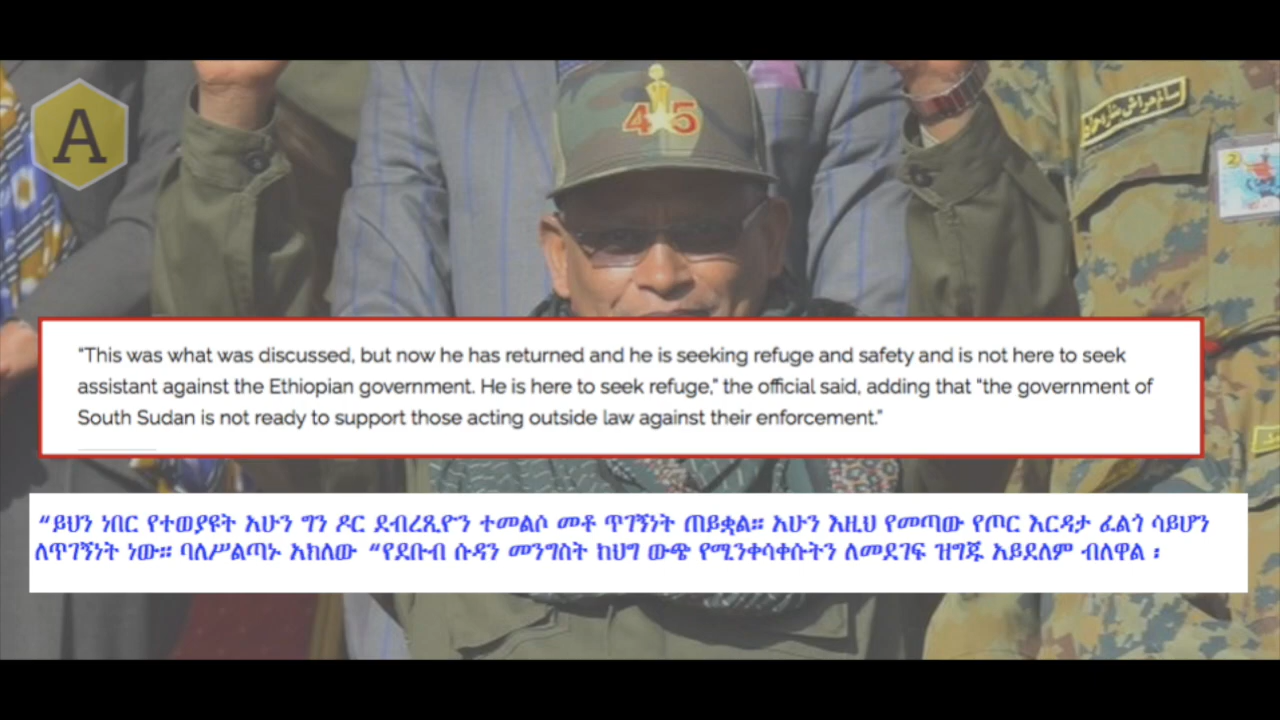 A
45
2
"This was what was discussed, but now he has returned and he is seeking refuge and safety and is not here to seek
assistant against the Ethiopian government. He is here to seek refuge," the official said, adding that "the government of
South Sudan is not ready to support those acting outside law against their enforcement."
“ይህን ነበር የተወያዩት አሁን ግን ዶር ደብረጺዮን ተመልሶ መቶ ጥገኝነት ጠይቋል። አሁን እዚህ የመጣው የጦር እርዳታ ፈልጎ ሳይሆን
ለጥገኝነት ነው። ባለሥልጣኑ አክለው “የደቡብ ሱዳን መንግስት ከህግ ውጭ የሚንቀሳቀሱትን ለመደገፍ ዝግጁ አይደለም ብለዋል ፡